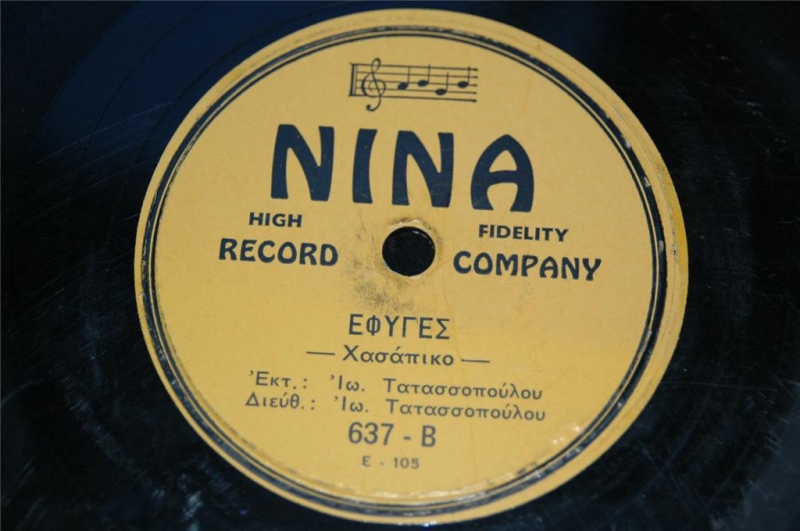 NINA
HIGH FIDELITY
RECORD COMPANY
ΕΦΥΓΕΣ
— Χασάπικο —
Ἐκτ.: Ἰω. Τατασσοπούλου
Διεύθ.: Ἰω. Τατασσοπούλου
637 - B
E - 105